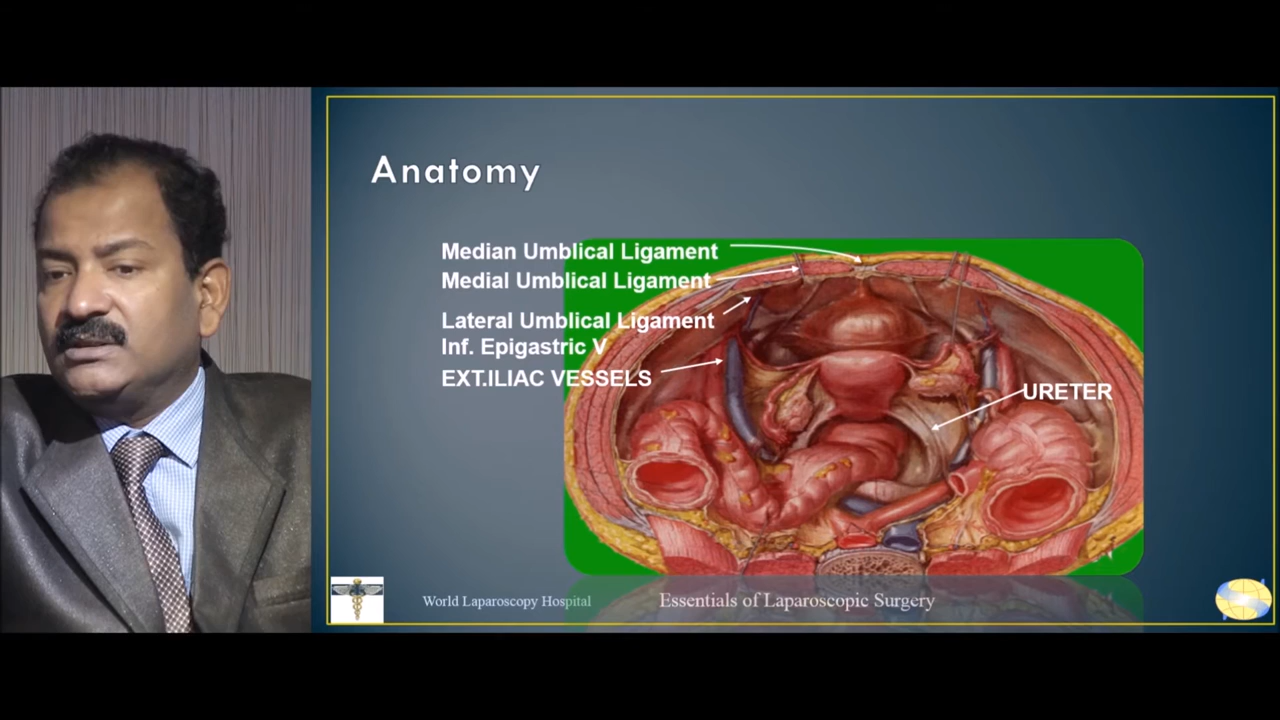 Anatomy
Median Umblical Ligament
Medial Umblical Ligament
Lateral Umblical Ligament
Inf. Epigastric V
EXT.ILIAC VESSELS
URETER
World Laparoscopy Hospital
Essentials of Laparoscopic Surgery